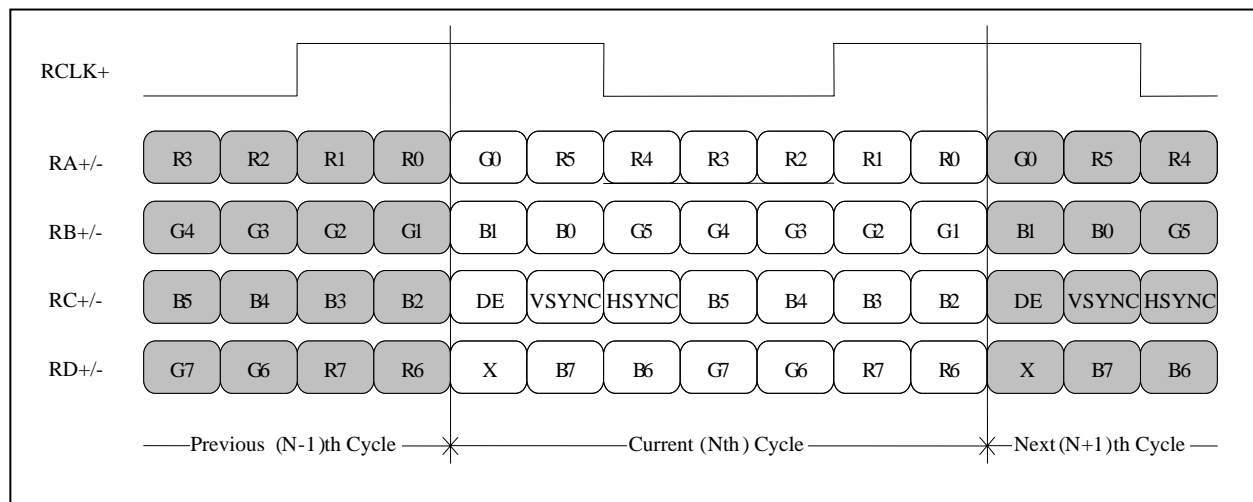 RCLK+
RA+/- R3 R2 R1 R0 G0 R5 R4 R3 R2 R1 R0 G0 R5 R4
RB+/- G4 G3 G2 G1 B1 B0 G5 G4 G3 G2 G1 B1 B0 G5
RC+/- B5 B4 B3 B2 DE VSYNC HSYNC B5 B4 B3 B2 DE VSYNC HSYNC
RD+/- G7 G6 R7 R6 X B7 B6 G7 G6 R7 R6 X B7 B6
Previous (N-1)th Cycle Current (Nth) Cycle Next (N+1)th Cycle